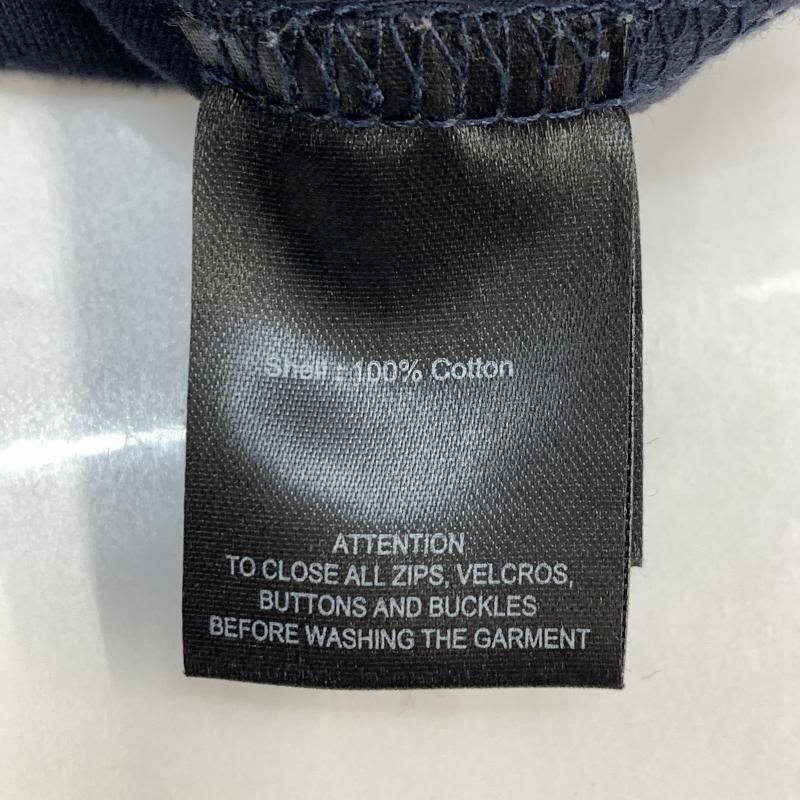 Shell : 100% Cotton
ATTENTION
TO CLOSE ALL ZIPS, VELCROS,
BUTTONS AND BUCKLES
BEFORE WASHING THE GARMENT